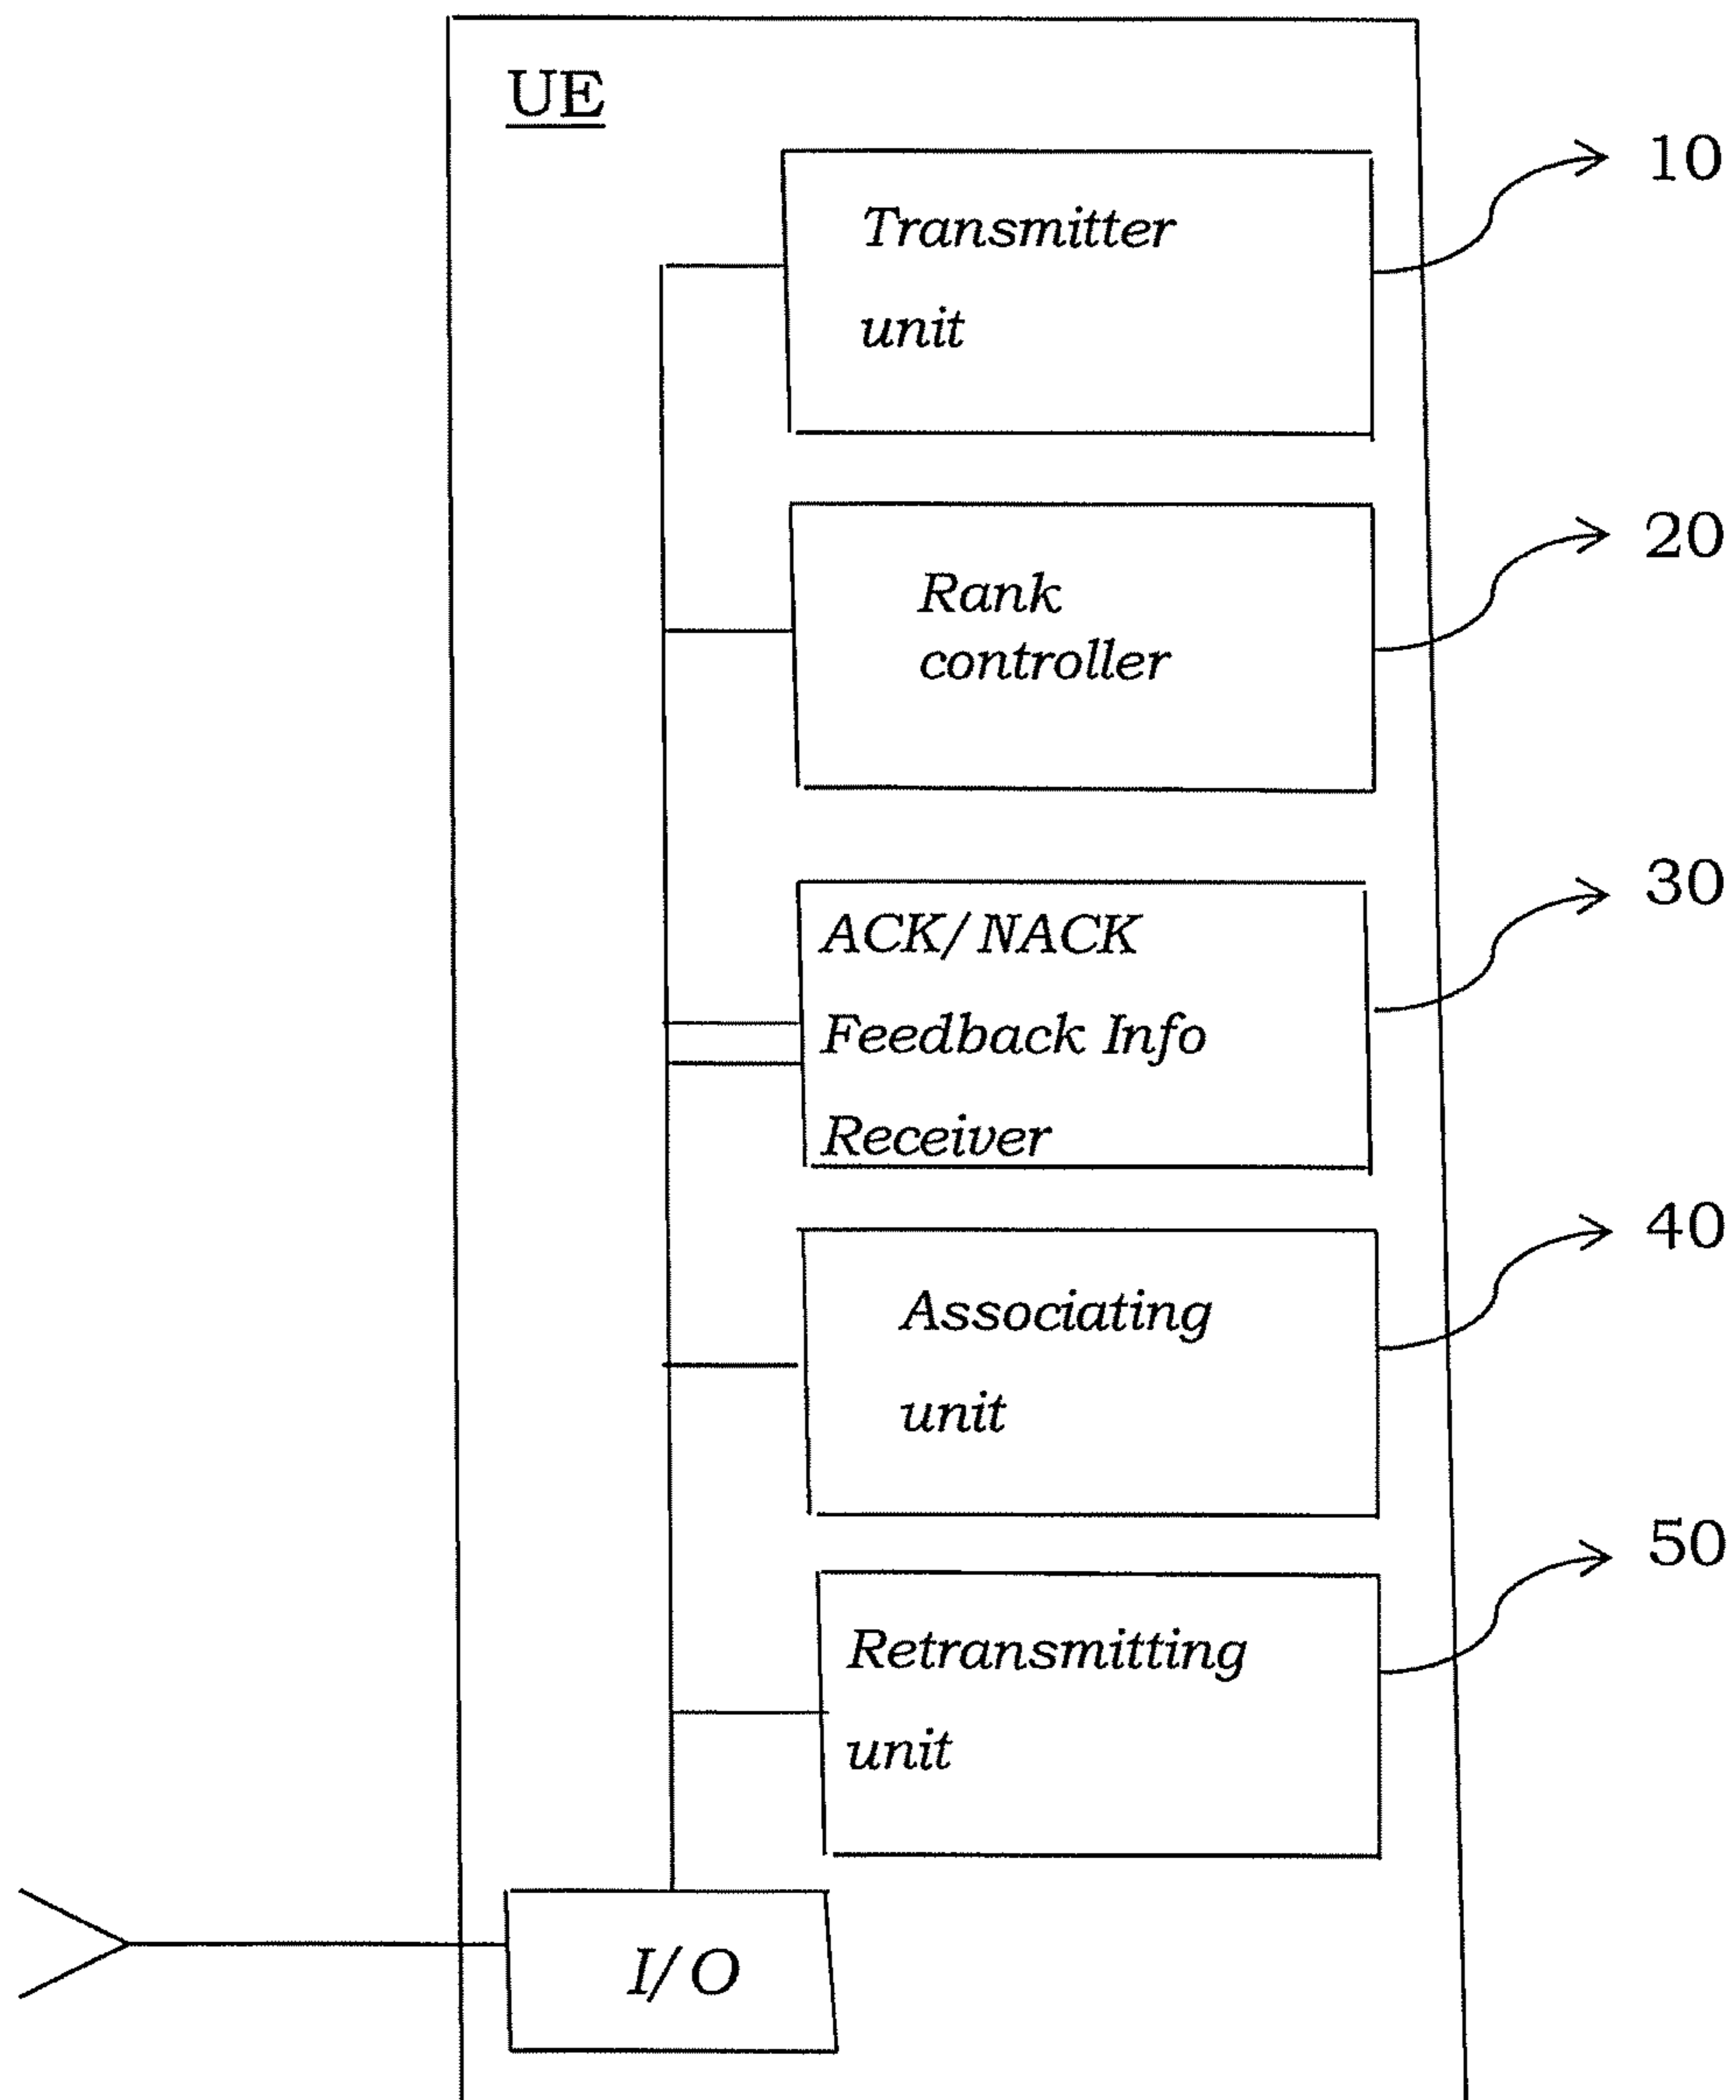 UE
10
Transmitter
unit
20
Rank
controller
30
ACK/NACK
Feedback Info
Receiver
40
Associating
unit
50
Retransmitting
unit
I/O